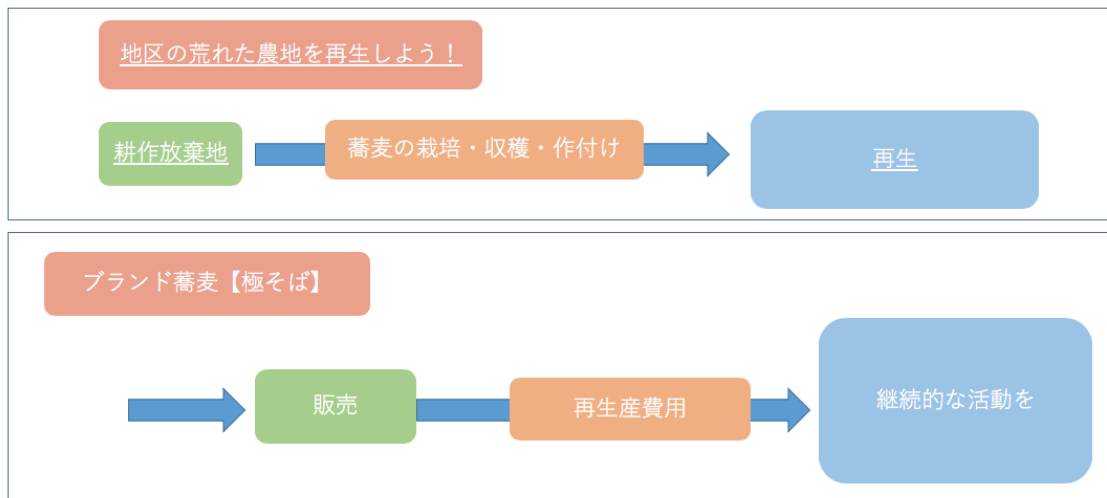 地区の荒れた農地を再生しよう！
耕作放棄地
蕎麦の栽培・収穫・作付け
再生
ブランド蕎麦【極そば】
販売
再生産費用
継続的な活動を